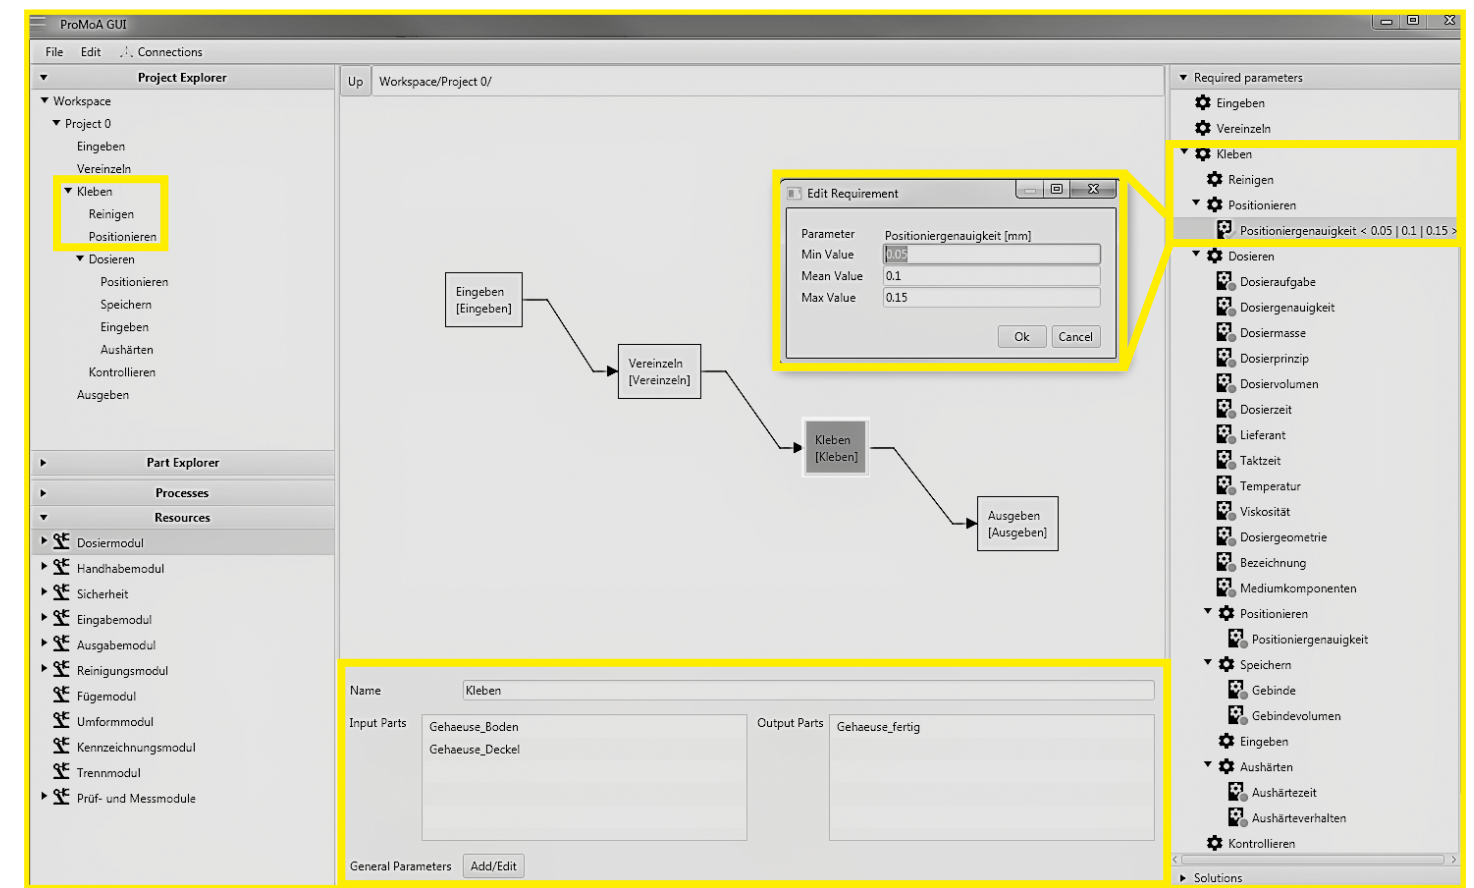 ProMoA GUI
File Edit Connections
Project Explorer
Workspace
Project 0
Eingeben
Vereinzeln
Kleben
Reinigen
Positionieren
Dosieren
Positionieren
Speichern
Eingeben
Aushärten
Kontrollieren
Ausgeben
Part Explorer
Processes
Resources
Dosiermodul
Handhabemodul
Sicherheit
Eingabemodul
Ausgabemodul
Reinigungsmodul
Fügemodul
Umformmodul
Kennzeichnungsmodul
Trennmodul
Prüf- und Messmodule
Up Workspace/Project 0/
Eingeben
[Eingeben]
Vereinzeln
[Vereinzeln]
Kleben
[Kleben]
Ausgeben
[Ausgeben]
Edit Requirement
Parameter Positioniergenauigkeit [mm]
Min Value 0.05
Mean Value 0.1
Max Value 0.15
Ok Cancel
Name Kleben
Input Parts
Gehaeuse_Boden
Gehaeuse_Deckel
Output Parts
Gehaeuse_fertig
General Parameters Add/Edit
Required parameters
Eingeben
Vereinzeln
Kleben
Reinigen
Positionieren
Positioniergenauigkeit < 0.05 | 0.1 | 0.15 >
Dosieren
Dosieraufgabe
Dosiergenauigkeit
Dosiermasse
Dosierprinzip
Dosiervolumen
Dosierzeit
Lieferant
Taktzeit
Temperatur
Viskosität
Dosiergeometrie
Bezeichnung
Mediumkomponenten
Positionieren
Positioniergenauigkeit
Speichern
Gebinde
Gebindevolumen
Eingeben
Aushärten
Aushärtezeit
Aushärteverhalten
Kontrollieren
Solutions